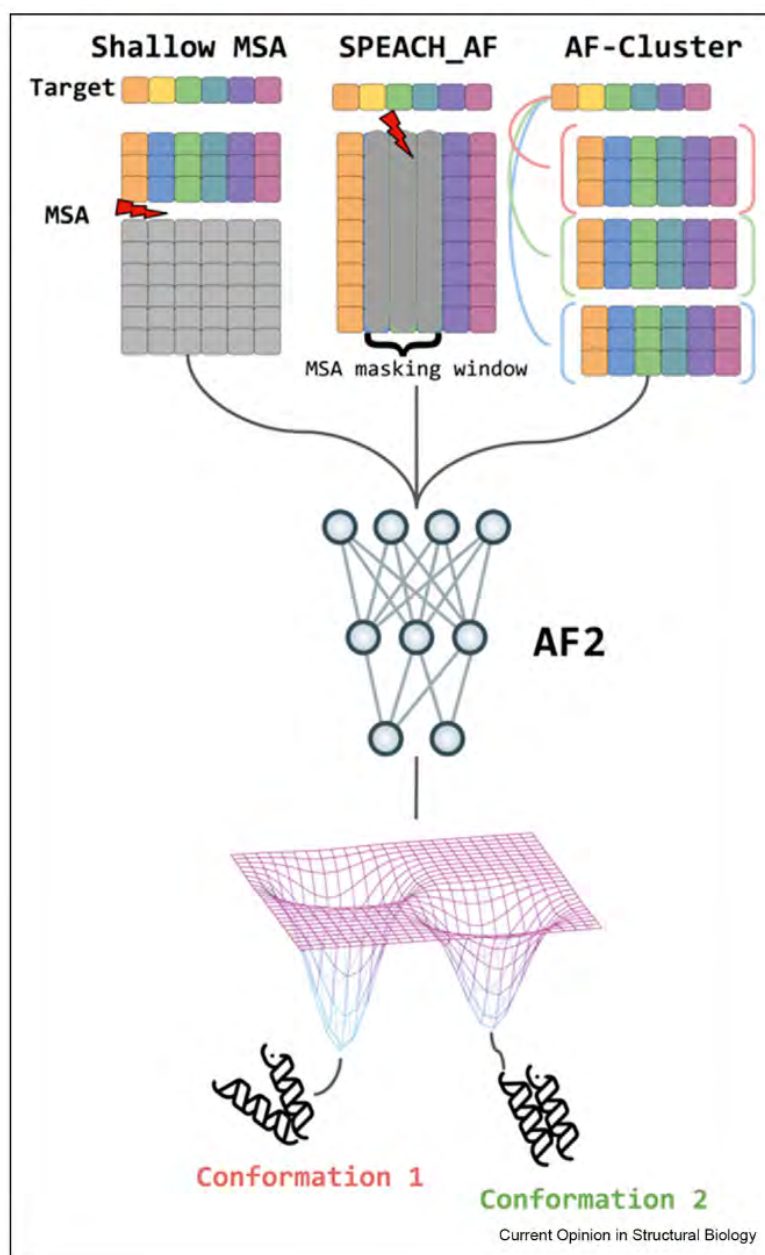 Shallow MSA
SPEACH_AF
AF-Cluster
Target
MSA
MSA masking window
AF2
Conformation 1
Conformation 2
Current Opinion in Structural Biology